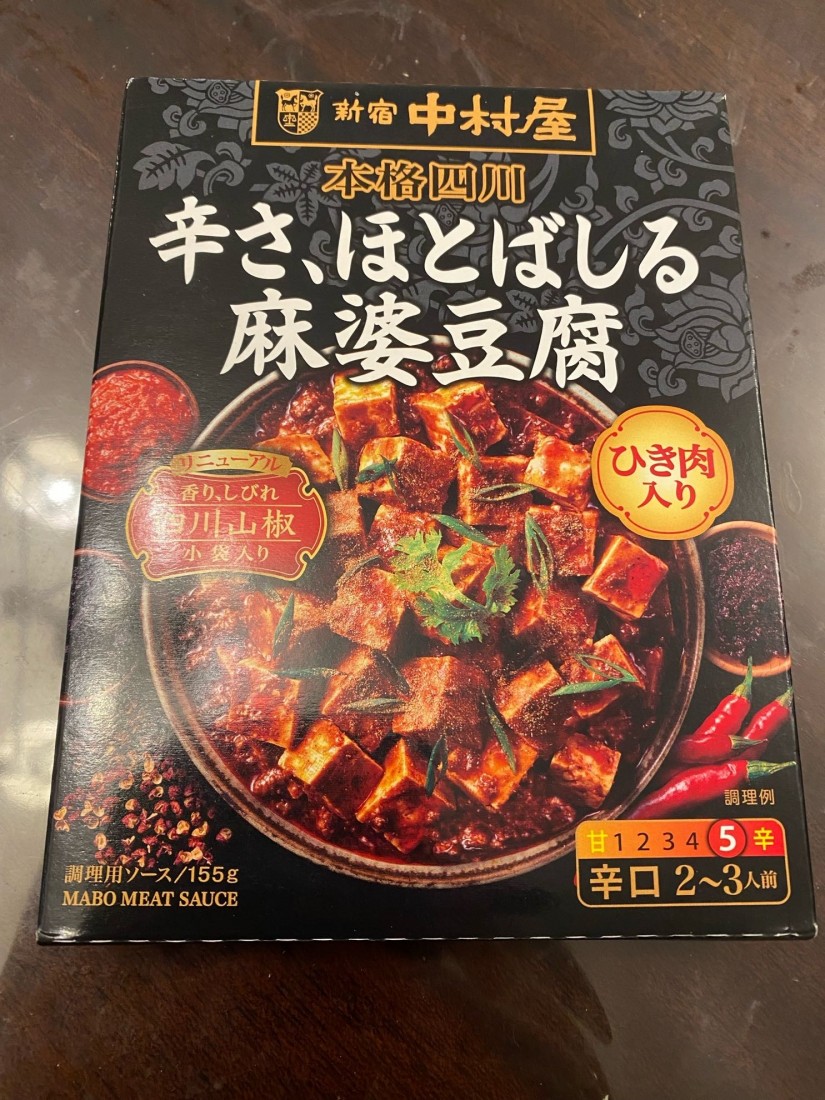 新宿 中村屋
本格四川
辛さ、ほとばしる
麻婆豆腐
リニューアル
香り、しびれ
四川山椒
小袋入り
ひき肉
入り
調理例
甘 1 2 3 4 5 辛
辛口 2〜3人前
調理用ソース/155g
MABO MEAT SAUCE